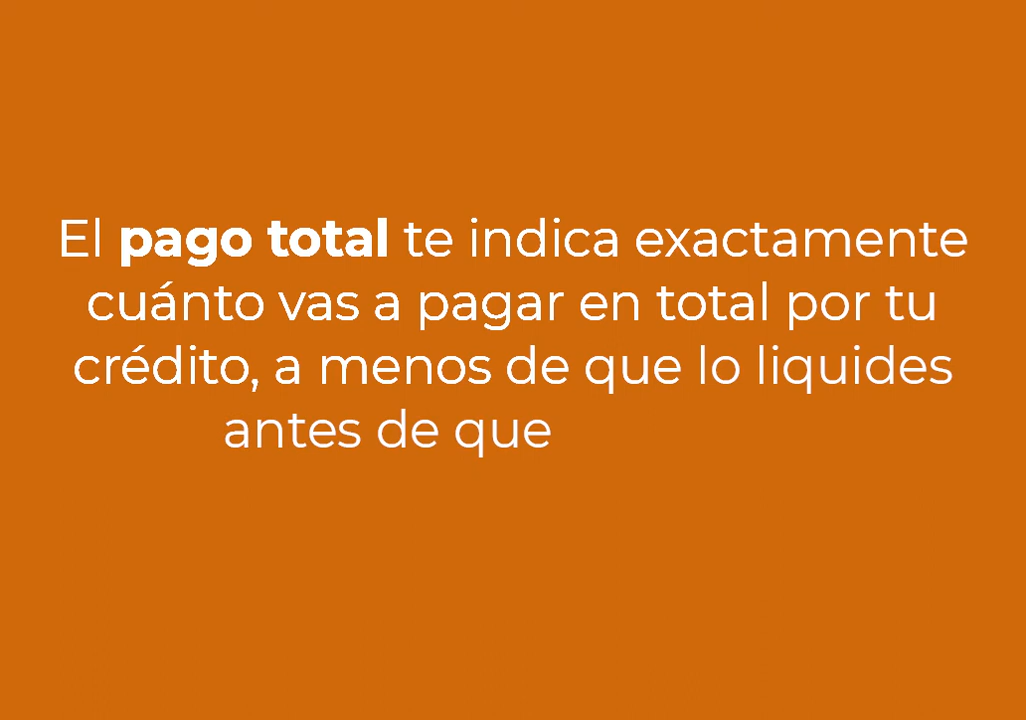 El pago total te indica exactamente
cuánto vas a pagar en total por tu
crédito, a menos de que lo liquides
antes de que